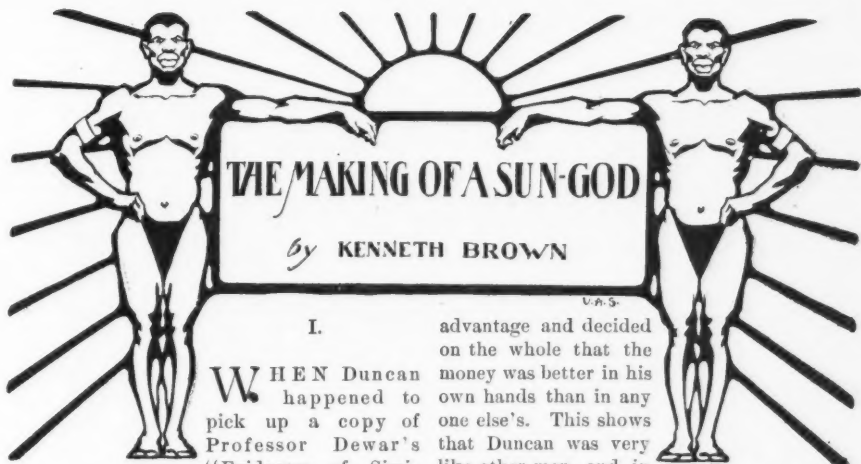 THE MAKING OF A SUN-GOD
by KENNETH BROWN
V.A.S.
I.
WHEN Duncan
happened to
pick up a copy of
Professor Dewar's
advantage and decided
on the whole that the
money was better in his
own hands than in any
one else's. This shows
that Duncan was very